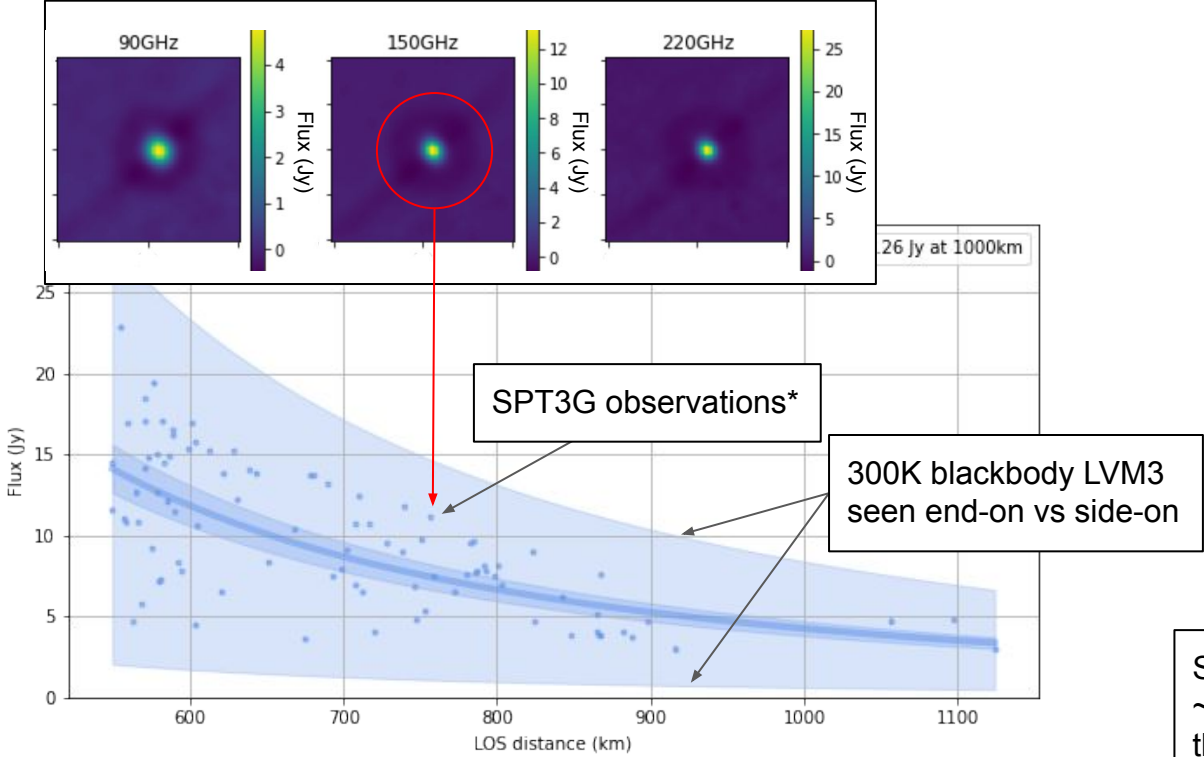 90GHz
150GHz
220GHz
4
3
2
1
0
Flux (Jy)
12
10
8
6
4
2
0
Flux (Jy)
25
20
15
10
5
0
Flux (Jy)
.26 Jy at 1000km
25
20
15
10
5
0
Flux (Jy)
SPT3G observations*
300K blackbody LVM3
seen end-on vs side-on
600
700
800
900
1000
1100
LOS distance (km)
S
~
th